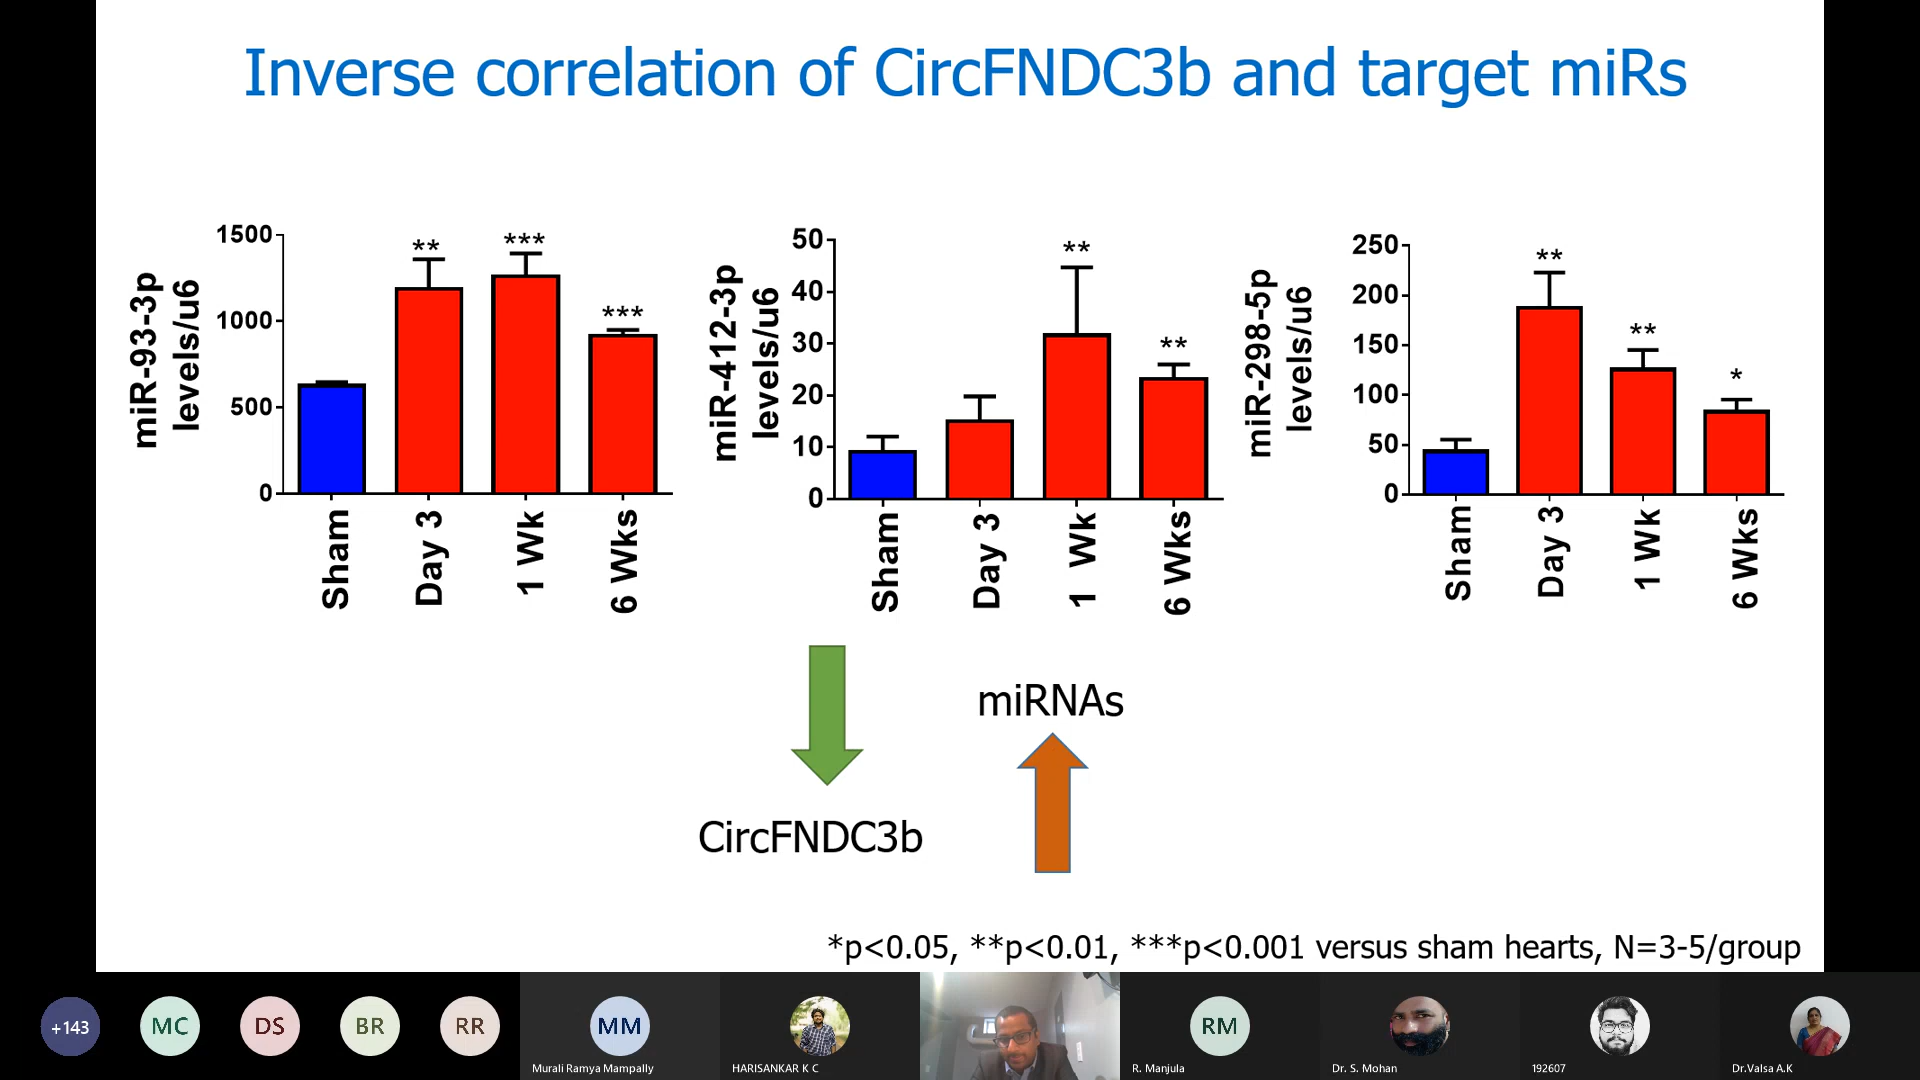 Inverse correlation of CircFNDC3b and target miRs
miR-93-3p
levels/u6
1500
1000
500
0
**
***
***
Sham
Day 3
1 Wk
6 Wks
miR-412-3p
levels/u6
50
40
30
20
10
0
**
**
Sham
Day 3
1 Wk
6 Wks
miR-298-5p
levels/u6
250
200
150
100
50
0
**
**
*
Sham
Day 3
1 Wk
6 Wks
miRNAs
CircFNDC3b
*p<0.05, **p<0.01, ***p<0.001 versus sham hearts, N=3-5/group
+143
MC
DS
BR
RR
MM
Murali Ramya Mampally
HARISANKAR K C
RM
R. Manjula
Dr. S. Mohan
192607
Dr.Valsa A.K